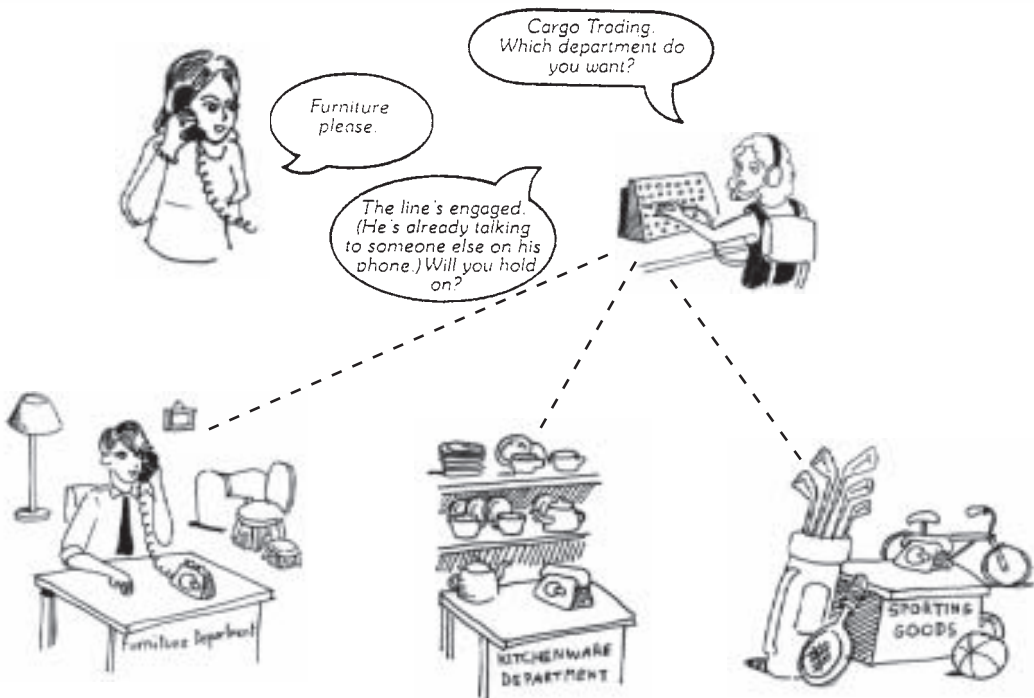 Cargo Trading.
Which department do
you want?
Furniture
please.
The line's engaged.
(He's already talking
to someone else on his
phone.) Will you hold
on?
Furniture Department
KITCHENWARE
DEPARTMENT
SPORTING
GOODS